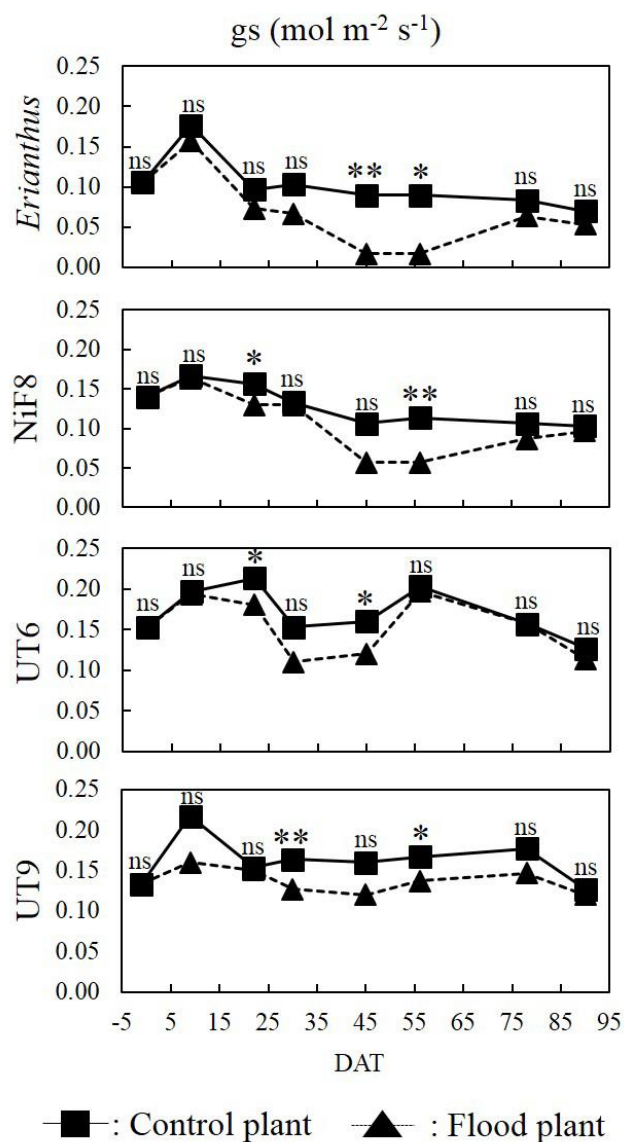 gs (mol m⁻² s⁻¹)
Erianthus
0.25
0.20
0.15
0.10
0.05
0.00
ns
ns
ns
ns
**
*
ns
ns
NiF8
0.25
0.20
0.15
0.10
0.05
0.00
ns
ns
*
ns
ns
**
ns
ns
UT6
0.25
0.20
0.15
0.10
0.05
0.00
ns
ns
*
ns
*
ns
ns
ns
UT9
0.25
0.20
0.15
0.10
0.05
0.00
ns
ns
ns
**
ns
*
ns
ns
-5 5 15 25 35 45 55 65 75 85 95
DAT
: Control plant : Flood plant